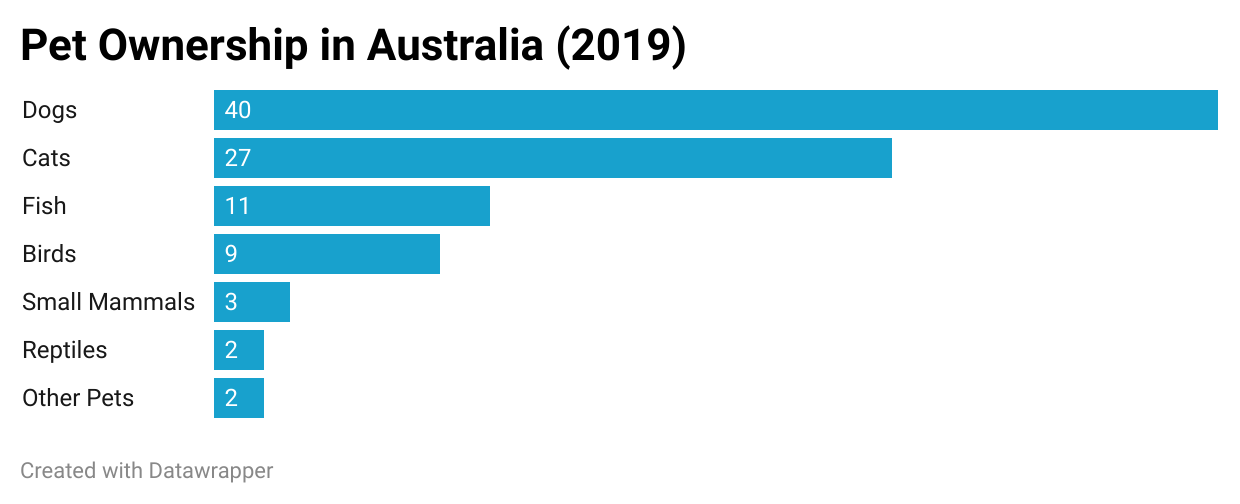 Pet Ownership in Australia (2019)
Dogs 40
Cats 27
Fish 11
Birds 9
Small Mammals 3
Reptiles 2
Other Pets 2
Created with Datawrapper